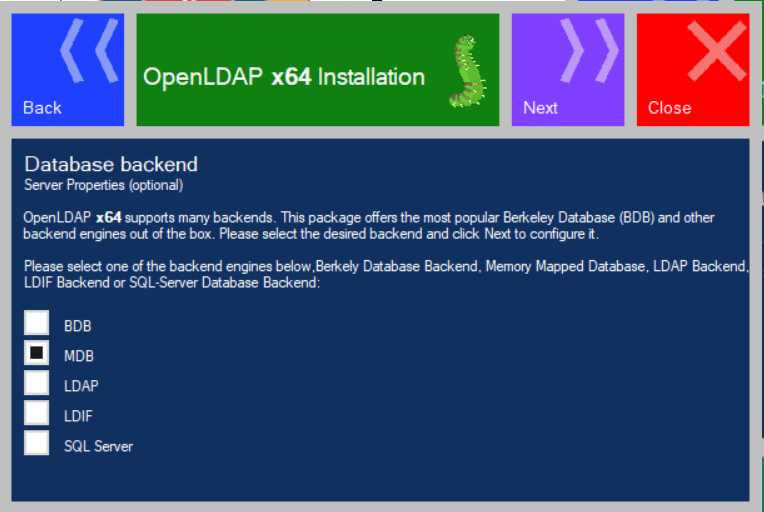 Back
OpenLDAP x64 Installation
Next
Close
Database backend
Server Properties (optional)
OpenLDAP x64 supports many backends. This package offers the most popular Berkeley Database (BDB) and other
backend engines out of the box. Please select the desired backend and click Next to configure it.
Please select one of the backend engines below,Berkely Database Backend, Memory Mapped Database, LDAP Backend,
LDIF Backend or SQL-Server Database Backend:
BDB
MDB
LDAP
LDIF
SQL Server